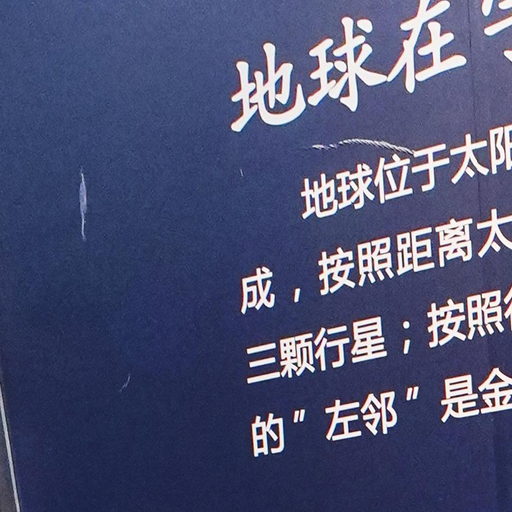 地球在
地球位于太阳
成，按照距离太
三颗行星；按照
的"左邻"是金